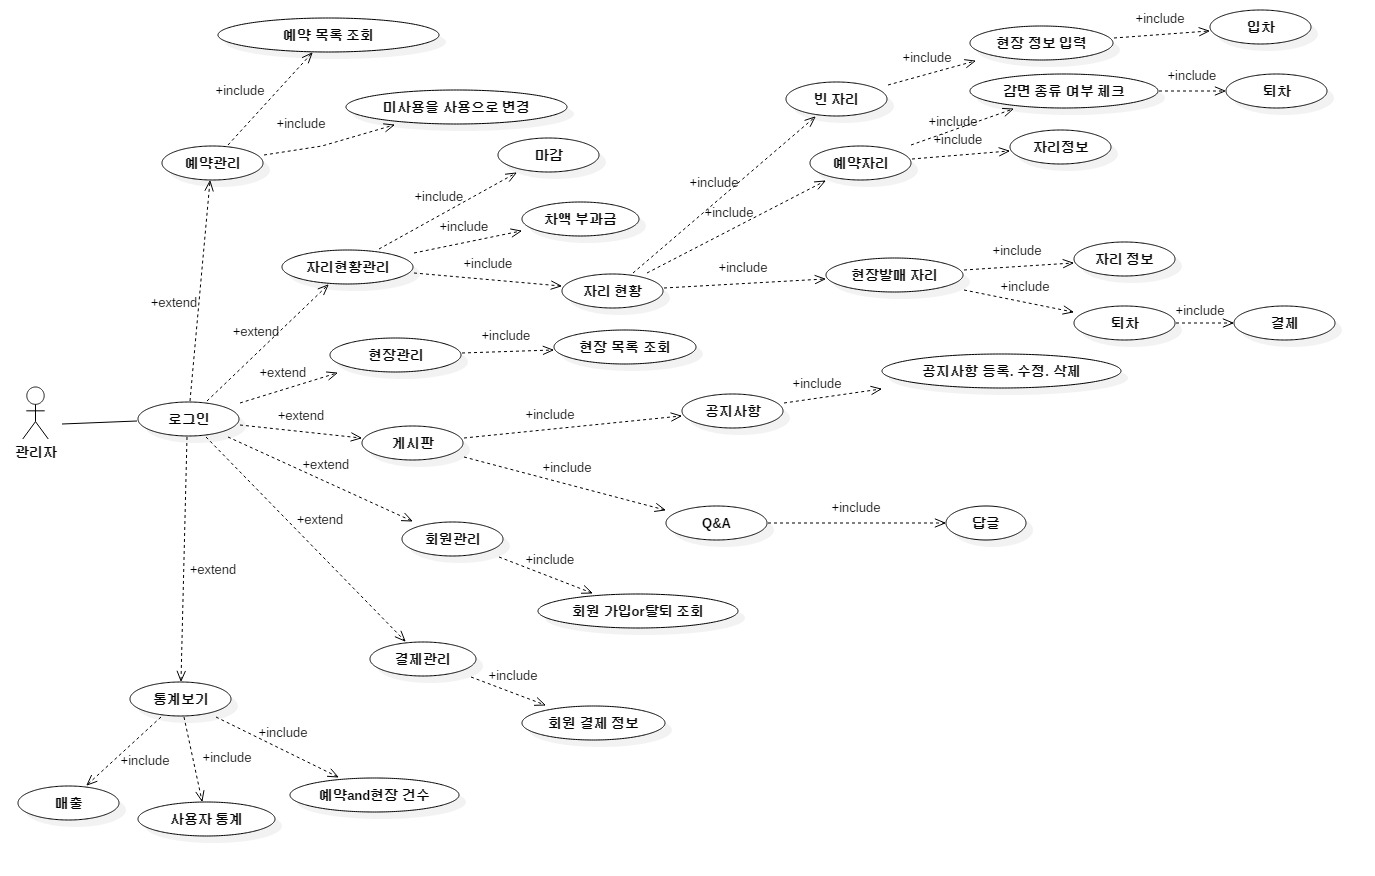 예약 목록 조회
+include
미사용을 사용으로 변경
+include
예약관리
+extend
마감
+include
차액 부과금
+include
자리현황관리
+include
자리 현황
+extend
빈 자리
+include
현장 정보 입력
+include
입차
+include
감면 종류 여부 체크
+include
퇴차
+include
예약자리
+include
자리정보
+include
+include
현장발매 자리
+include
자리 정보
+include
퇴차
+include
결제
현장관리
+include
현장 목록 조회
+extend
관리자
로그인
+extend
게시판
+include
공지사항
+include
공지사항 등록. 수정. 삭제
+include
Q&A
+include
답글
+extend
회원관리
+include
회원 가입or탈퇴 조회
+extend
결제관리
+include
회원 결제 정보
+extend
통계보기
+include
매출
+include
사용자 통계
+include
예약and현장 건수